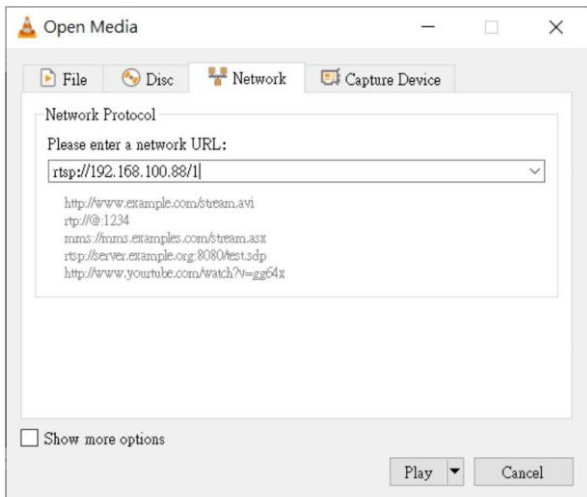 Open Media
File Disc Network Capture Device
Network Protocol
Please enter a network URL:
rtsp://192.168.100.88/1
http://www.example.com/stream.avi
rtp://@:1234
mms://mms.examples.com/stream.asx
rtsp://server.example.org:8080/test.sdp
http://www.yourtube.com/watch?v=gg64x
Show more options
Play Cancel